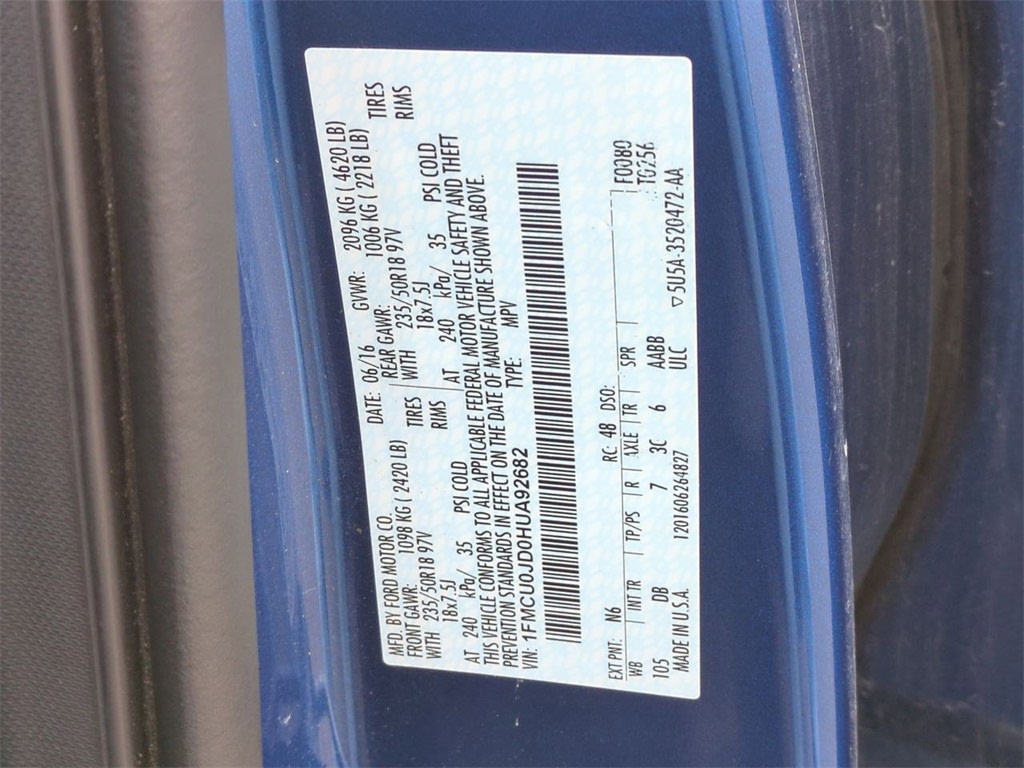 MFD. BY FORD MOTOR CO. DATE: 06/16 GVWR: 2096 KG ( 4620 LB)
FRONT GAWR: 1098 KG ( 2420 LB) REAR GAWR: 1006 KG ( 2218 LB)
WITH 235/50R18 97V TIRES WITH 235/50R18 97V TIRES
18x7.5J RIMS 18x7.5J RIMS
AT 240 kPa/ 35 PSI COLD AT 240 kPa/ 35 PSI COLD
THIS VEHICLE CONFORMS TO ALL APPLICABLE FEDERAL MOTOR VEHICLE SAFETY AND THEFT
PREVENTION STANDARDS IN EFFECT ON THE DATE OF MANUFACTURE SHOWN ABOVE.
VIN: 1FMCU0JD0HUA92682 TYPE: MPV
F0080
TG256
EXT PNT: N6 RC: 48 DSO:
WB INT TR TP/PS R AXLE TR SPR
105 DB 7 3C 6 AABB
MADE IN U.S.A. 1201606264827 ULC ▽5U5A-3520472-AA